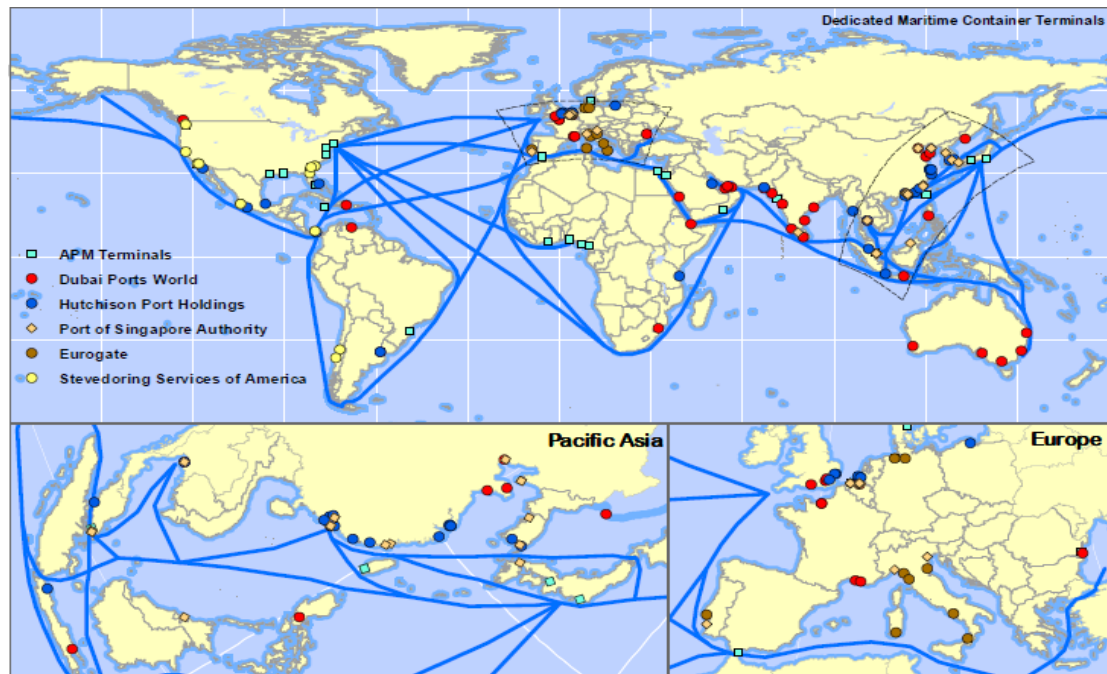 Dedicated Maritime Container Terminals
APM Terminals
Dubai Ports World
Hutchison Port Holdings
Port of Singapore Authority
Eurogate
Stevedoring Services of America
Pacific Asia
Europe